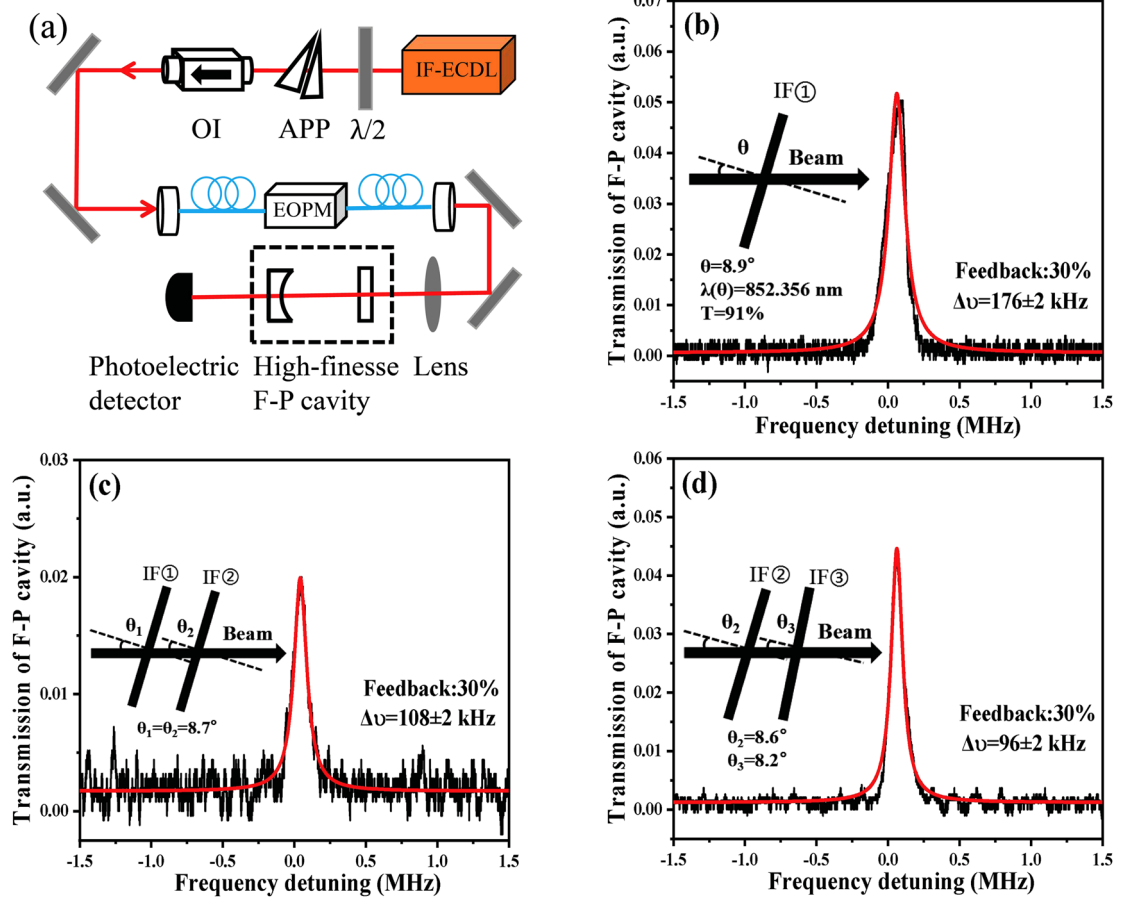 (a)
IF-ECDL
OI
APP
λ/2
EOPM
Photoelectric
detector
High-finesse
F-P cavity
Lens
(b)
Transmission of F-P cavity (a.u.)
0.07
0.06
0.05
0.04
0.03
0.02
0.01
0.00
IF①
θ
Beam
θ=8.9°
λ(θ)=852.356 nm
T=91%
Feedback:30%
Δυ=176±2 kHz
-1.5 -1.0 -0.5 0.0 0.5 1.0 1.5
Frequency detuning (MHz)
(c)
Transmission of F-P cavity (a.u.)
0.03
0.02
0.01
0.00
IF① IF②
θ₁ θ₂
Beam
θ₁=θ₂=8.7°
Feedback:30%
Δυ=108±2 kHz
-1.5 -1.0 -0.5 0.0 0.5 1.0 1.5
Frequency detuning (MHz)
(d)
Transmission of F-P cavity (a.u.)
0.06
0.05
0.04
0.03
0.02
0.01
0.00
IF② IF③
θ₂ θ₃
Beam
θ₂=8.6°
θ₃=8.2°
Feedback:30%
Δυ=96±2 kHz
-1.5 -1.0 -0.5 0.0 0.5 1.0 1.5
Frequency detuning (MHz)